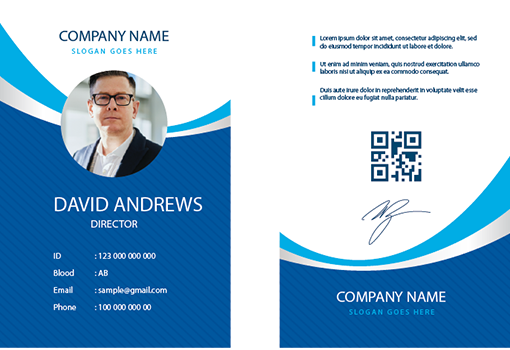 COMPANY NAME
SLOGAN GOES HERE
DAVID ANDREWS
DIRECTOR
ID : 123 000 000 000
Blood : AB
Email : sample@gmail.com
Phone : 100 000 000 00
Lorem ipsum dolor sit amet, consectetur adipiscing elit, sed
do eiusmod tempor incididunt ut labore et dolore.
Ut enim ad minim veniam, quis nostrud exercitation ullamco
laboris nisi ut aliquip ex ea commodo consequat.
Duis aute irure dolor in reprehenderit in voluptate velit esse
cillum dolore eu fugiat nulla pariatur.
COMPANY NAME
SLOGAN GOES HERE